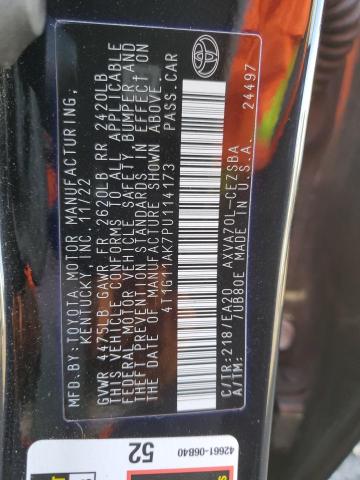 MFD.BY:TOYOTA MOTOR MANUFACTURING,
KENTUCKY, INC. 11/22
GVWR 4475LB GAWR FR 2620LB RR 2420LB
THIS VEHICLE CONFORMS TO ALL APPLICABLE
FEDERAL MOTOR VEHICLE SAFETY, BUMPER, AND
THEFT PREVENTION STANDARDS IN EFFECT ON
THE DATE OF MANUFACTURE SHOWN ABOVE.
4T1G11AK7PU114173 PASS.CAR
C/TR:218/EA20 AXVA70L-CEZSBA
A/TM: /UB80E MADE IN U.S.A.
24497
42661-06B40
52